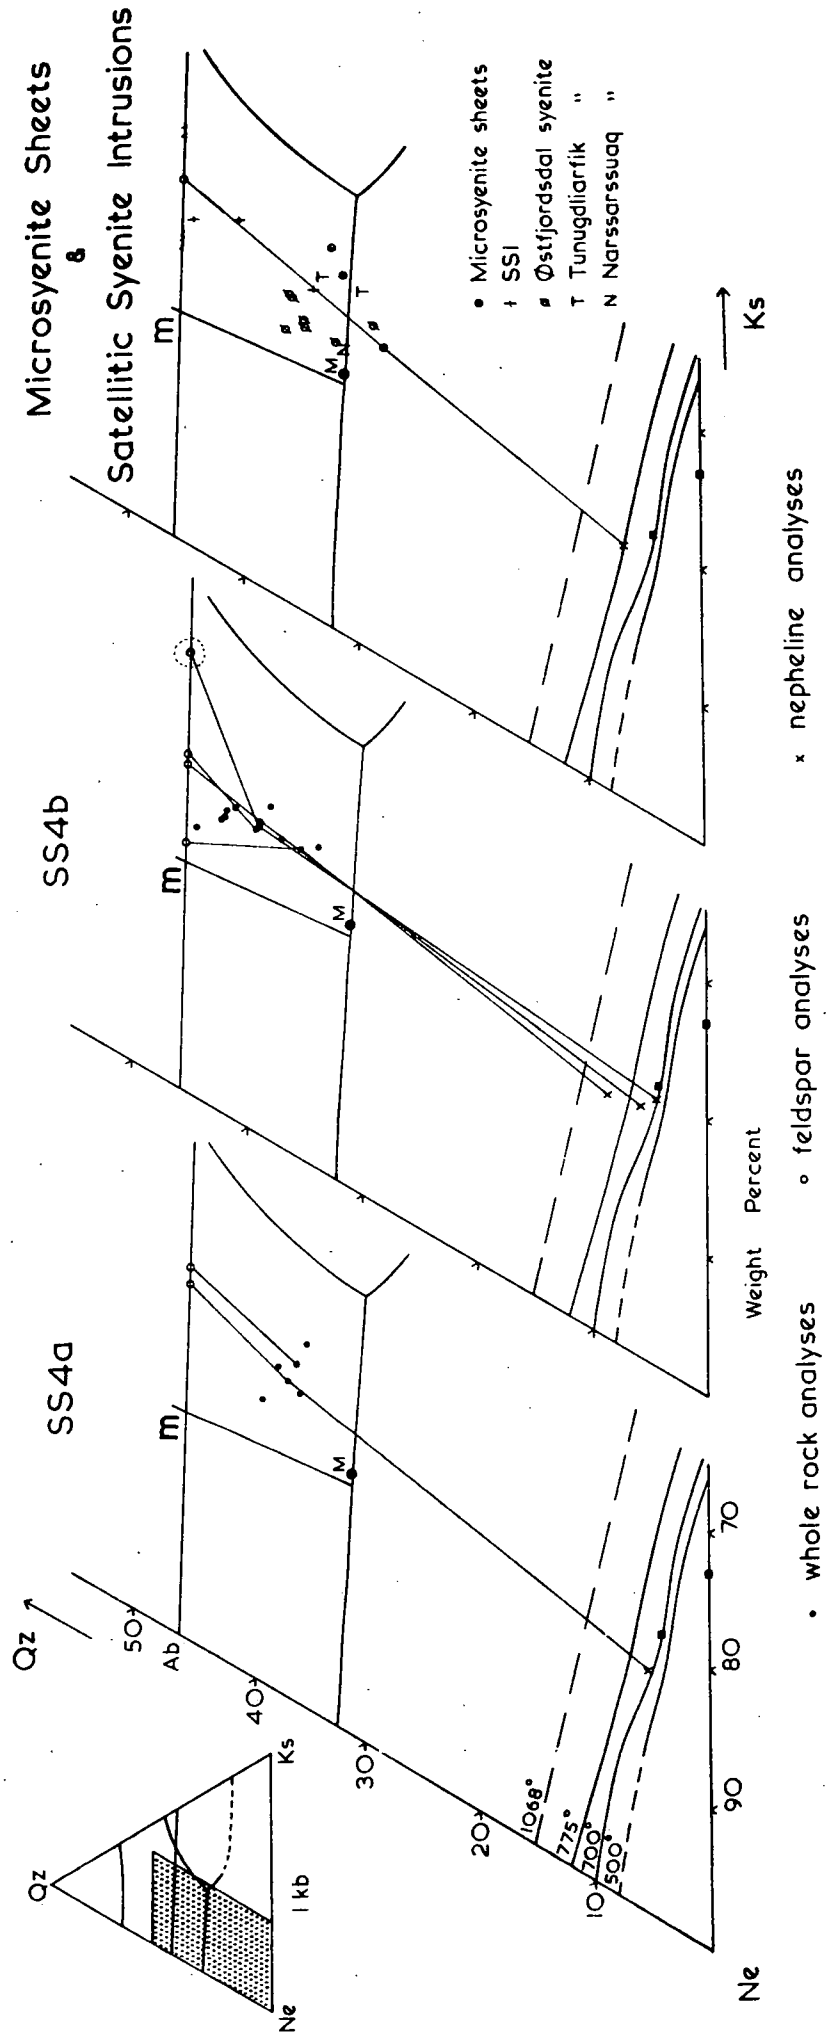 Microsyenite Sheets
&
Satellitic Syenite Intrusions
SS4a
SS4b
Qz
Ks
Ne
1 kb
Qz
50
Ab
40
30
20
10
1068°
775°
700°
500°
Ne
90
80
70
m
M
m
M
m
M
N
T
T
Ks
• Microsyenite sheets
+ SSI
ø Østfjordsdal syenite
T Tunugdliarfik "
N Narssarssuaq "
Weight Percent
• whole rock analyses
o feldspar analyses
x nepheline analyses